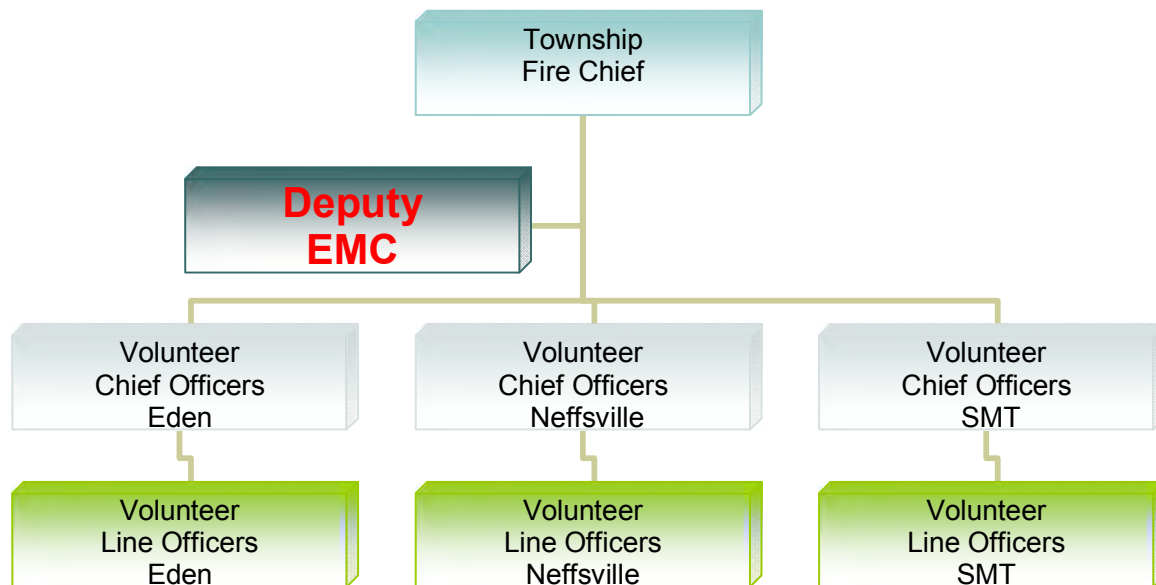 Township
Fire Chief
Deputy
EMC
Volunteer
Chief Officers
Eden
Volunteer
Chief Officers
Neffsville
Volunteer
Chief Officers
SMT
Volunteer
Line Officers
Eden
Volunteer
Line Officers
Neffsville
Volunteer
Line Officers
SMT